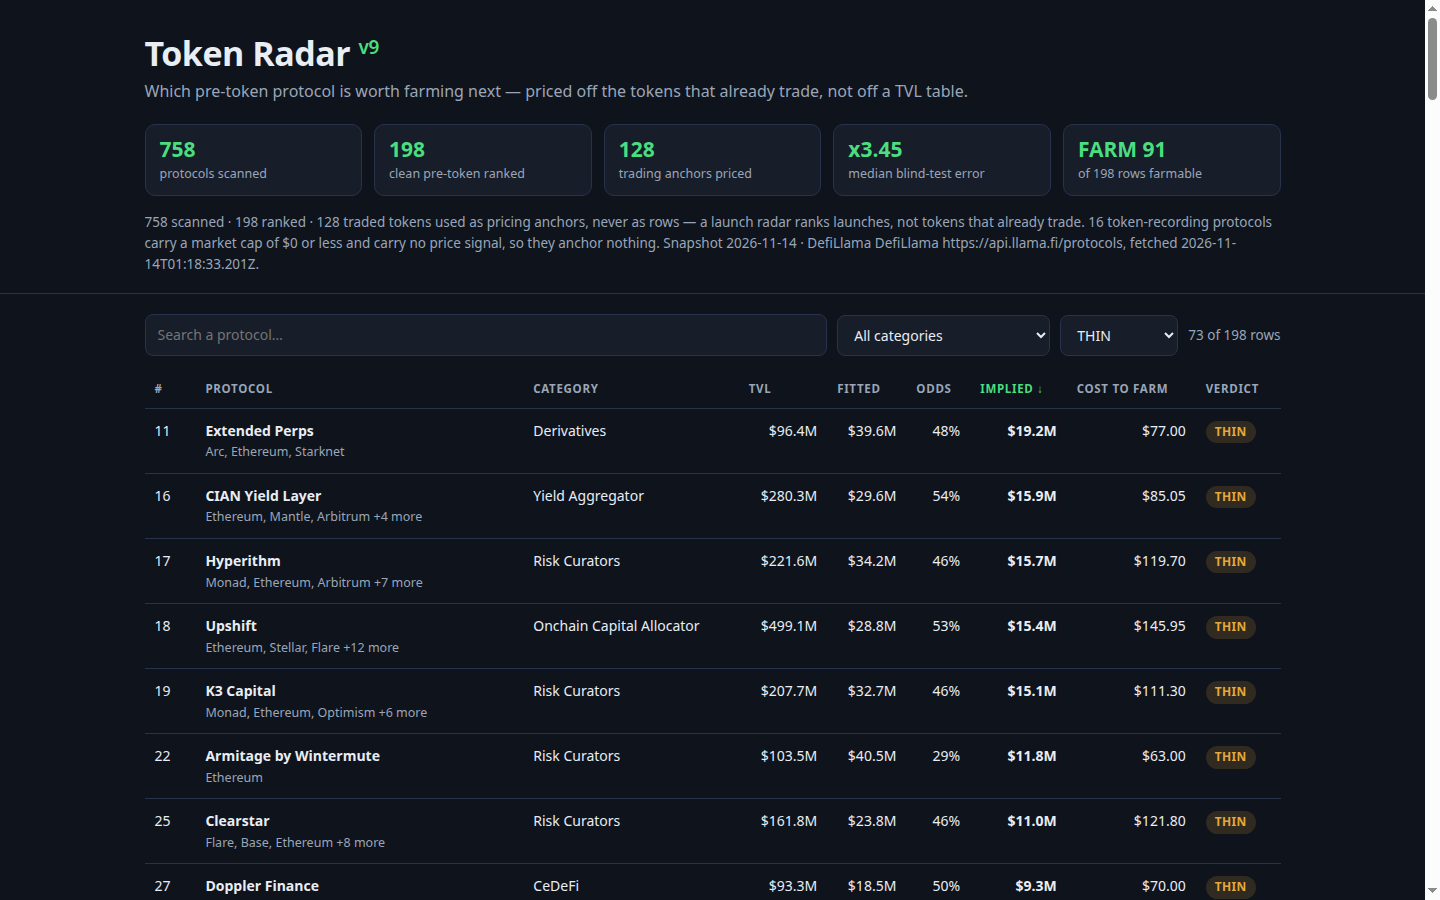 Token Radar v9
Which pre-token protocol is worth farming next — priced off the tokens that already trade, not off a TVL table.
758
protocols scanned
198
clean pre-token ranked
128
trading anchors priced
x3.45
median blind-test error
FARM 91
of 198 rows farmable
758 scanned · 198 ranked · 128 traded tokens used as pricing anchors, never as rows — a launch radar ranks launches, not tokens that already trade. 16 token-recording protocols
carry a market cap of $0 or less and carry no price signal, so they anchor nothing. Snapshot 2026-11-14 · DefiLlama DefiLlama https://api.llama.fi/protocols, fetched 2026-11-
14T01:18:33.201Z.
Search a protocol... All categories THIN 73 of 198 rows
# PROTOCOL CATEGORY TVL FITTED ODDS IMPLIED ↓ COST TO FARM VERDICT
11 Extended Perps Derivatives $96.4M $39.6M 48% $19.2M $77.00 THIN
Arc, Ethereum, Starknet
16 CIAN Yield Layer Yield Aggregator $280.3M $29.6M 54% $15.9M $85.05 THIN
Ethereum, Mantle, Arbitrum +4 more
17 Hyperithm Risk Curators $221.6M $34.2M 46% $15.7M $119.70 THIN
Monad, Ethereum, Arbitrum +7 more
18 Upshift Onchain Capital Allocator $499.1M $28.8M 53% $15.4M $145.95 THIN
Ethereum, Stellar, Flare +12 more
19 K3 Capital Risk Curators $207.7M $32.7M 46% $15.1M $111.30 THIN
Monad, Ethereum, Optimism +6 more
22 Armitage by Wintermute Risk Curators $103.5M $40.5M 29% $11.8M $63.00 THIN
Ethereum
25 Clearstar Risk Curators $161.8M $23.8M 46% $11.0M $121.80 THIN
Flare, Base, Ethereum +8 more
27 Doppler Finance CeDeFi $93.3M $18.5M 50% $9.3M $70.00 THIN